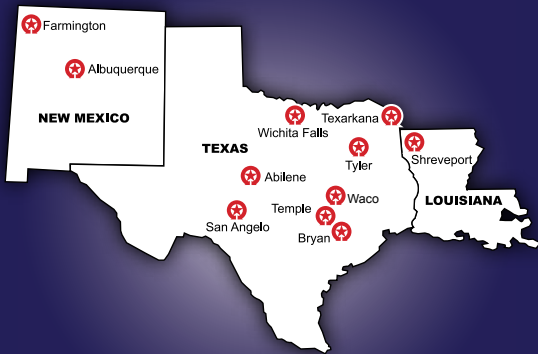 Farmington
Albuquerque
NEW MEXICO
Wichita Falls
Texarkana
TEXAS
Tyler
Shreveport
Abilene
Waco
LOUISIANA
Temple
San Angelo
Bryan